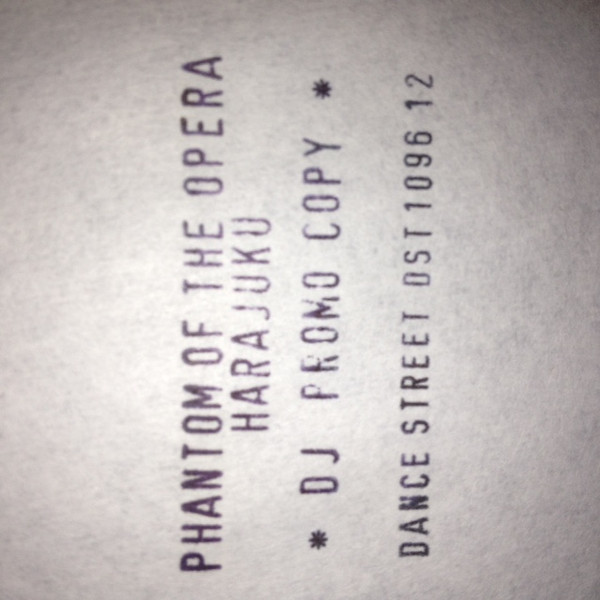 PHANTOM OF THE OPERA
HARAJUKU
* DJ PROMO COPY *
DANCE STREET DST1096 12